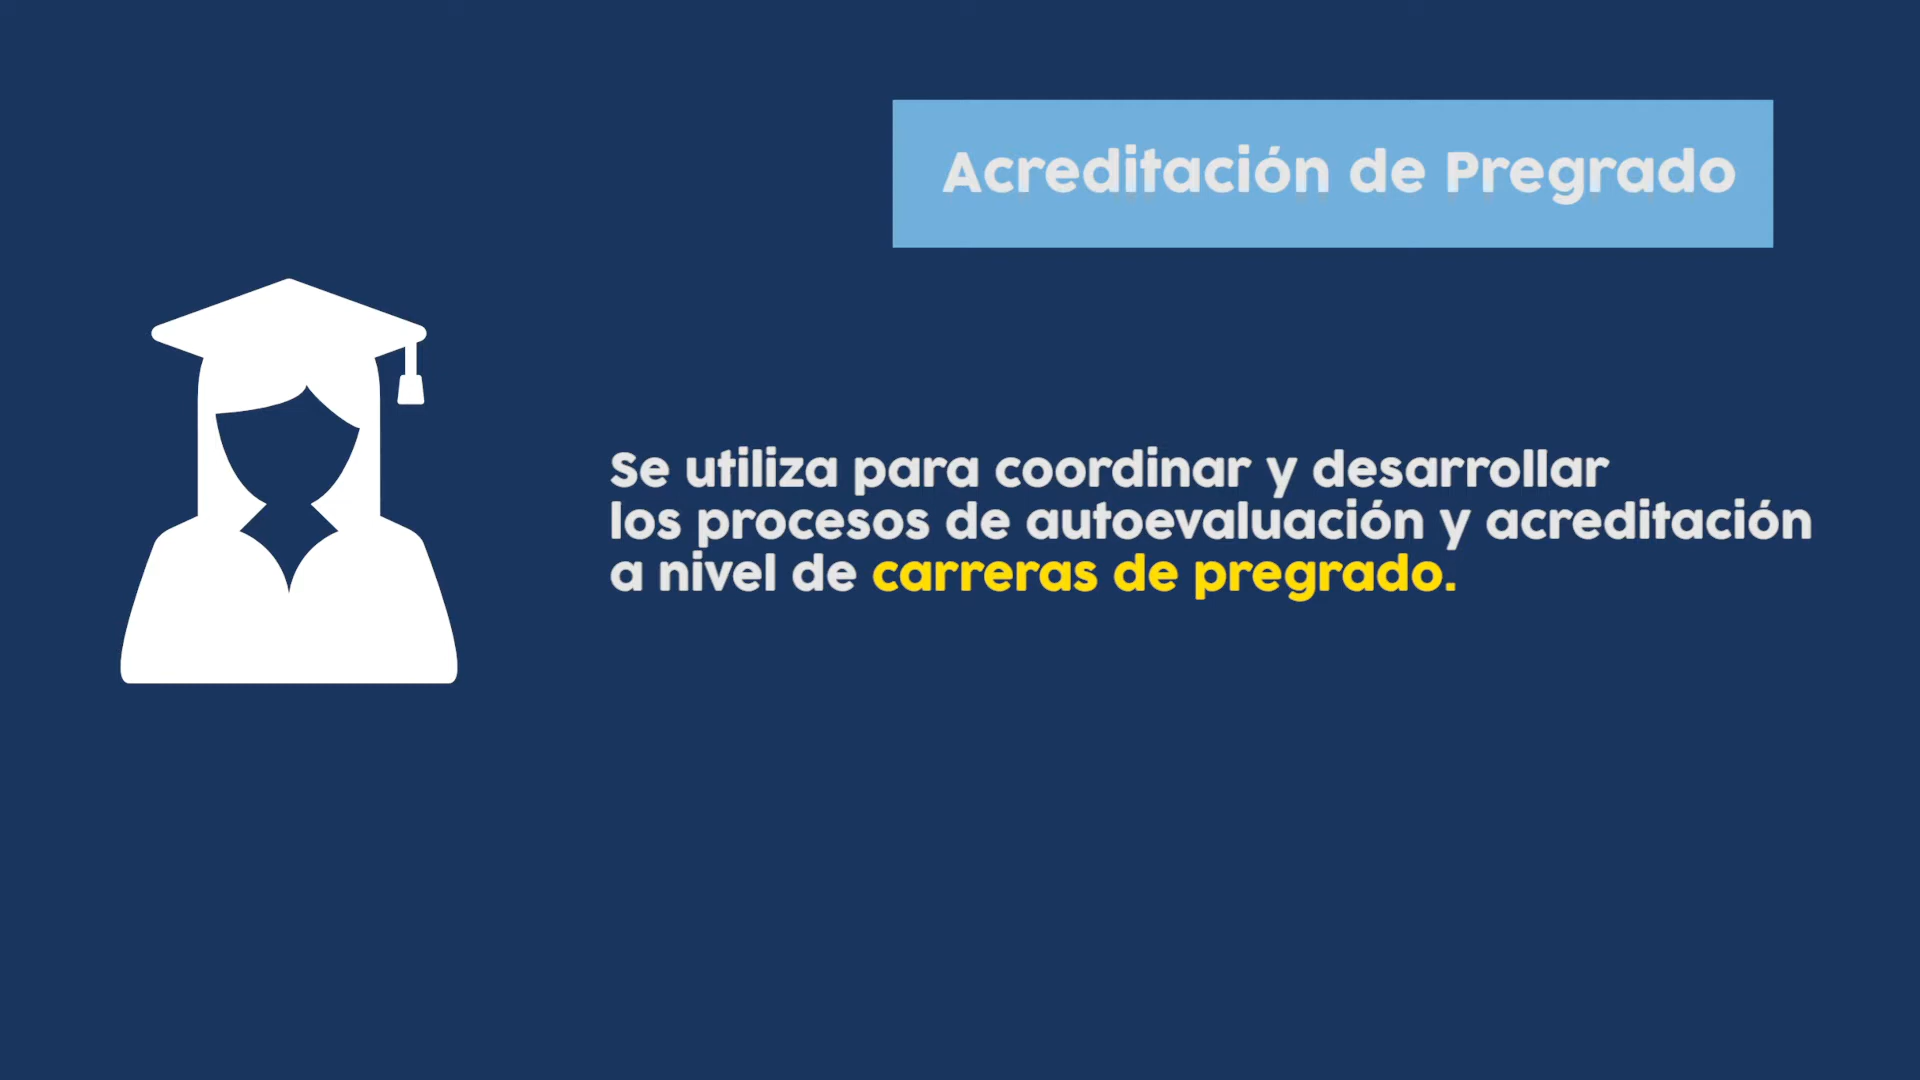 Acreditación de Pregrado
Se utiliza para coordinar y desarrollar
los procesos de autoevaluación y acreditación
a nivel de carreras de pregrado.